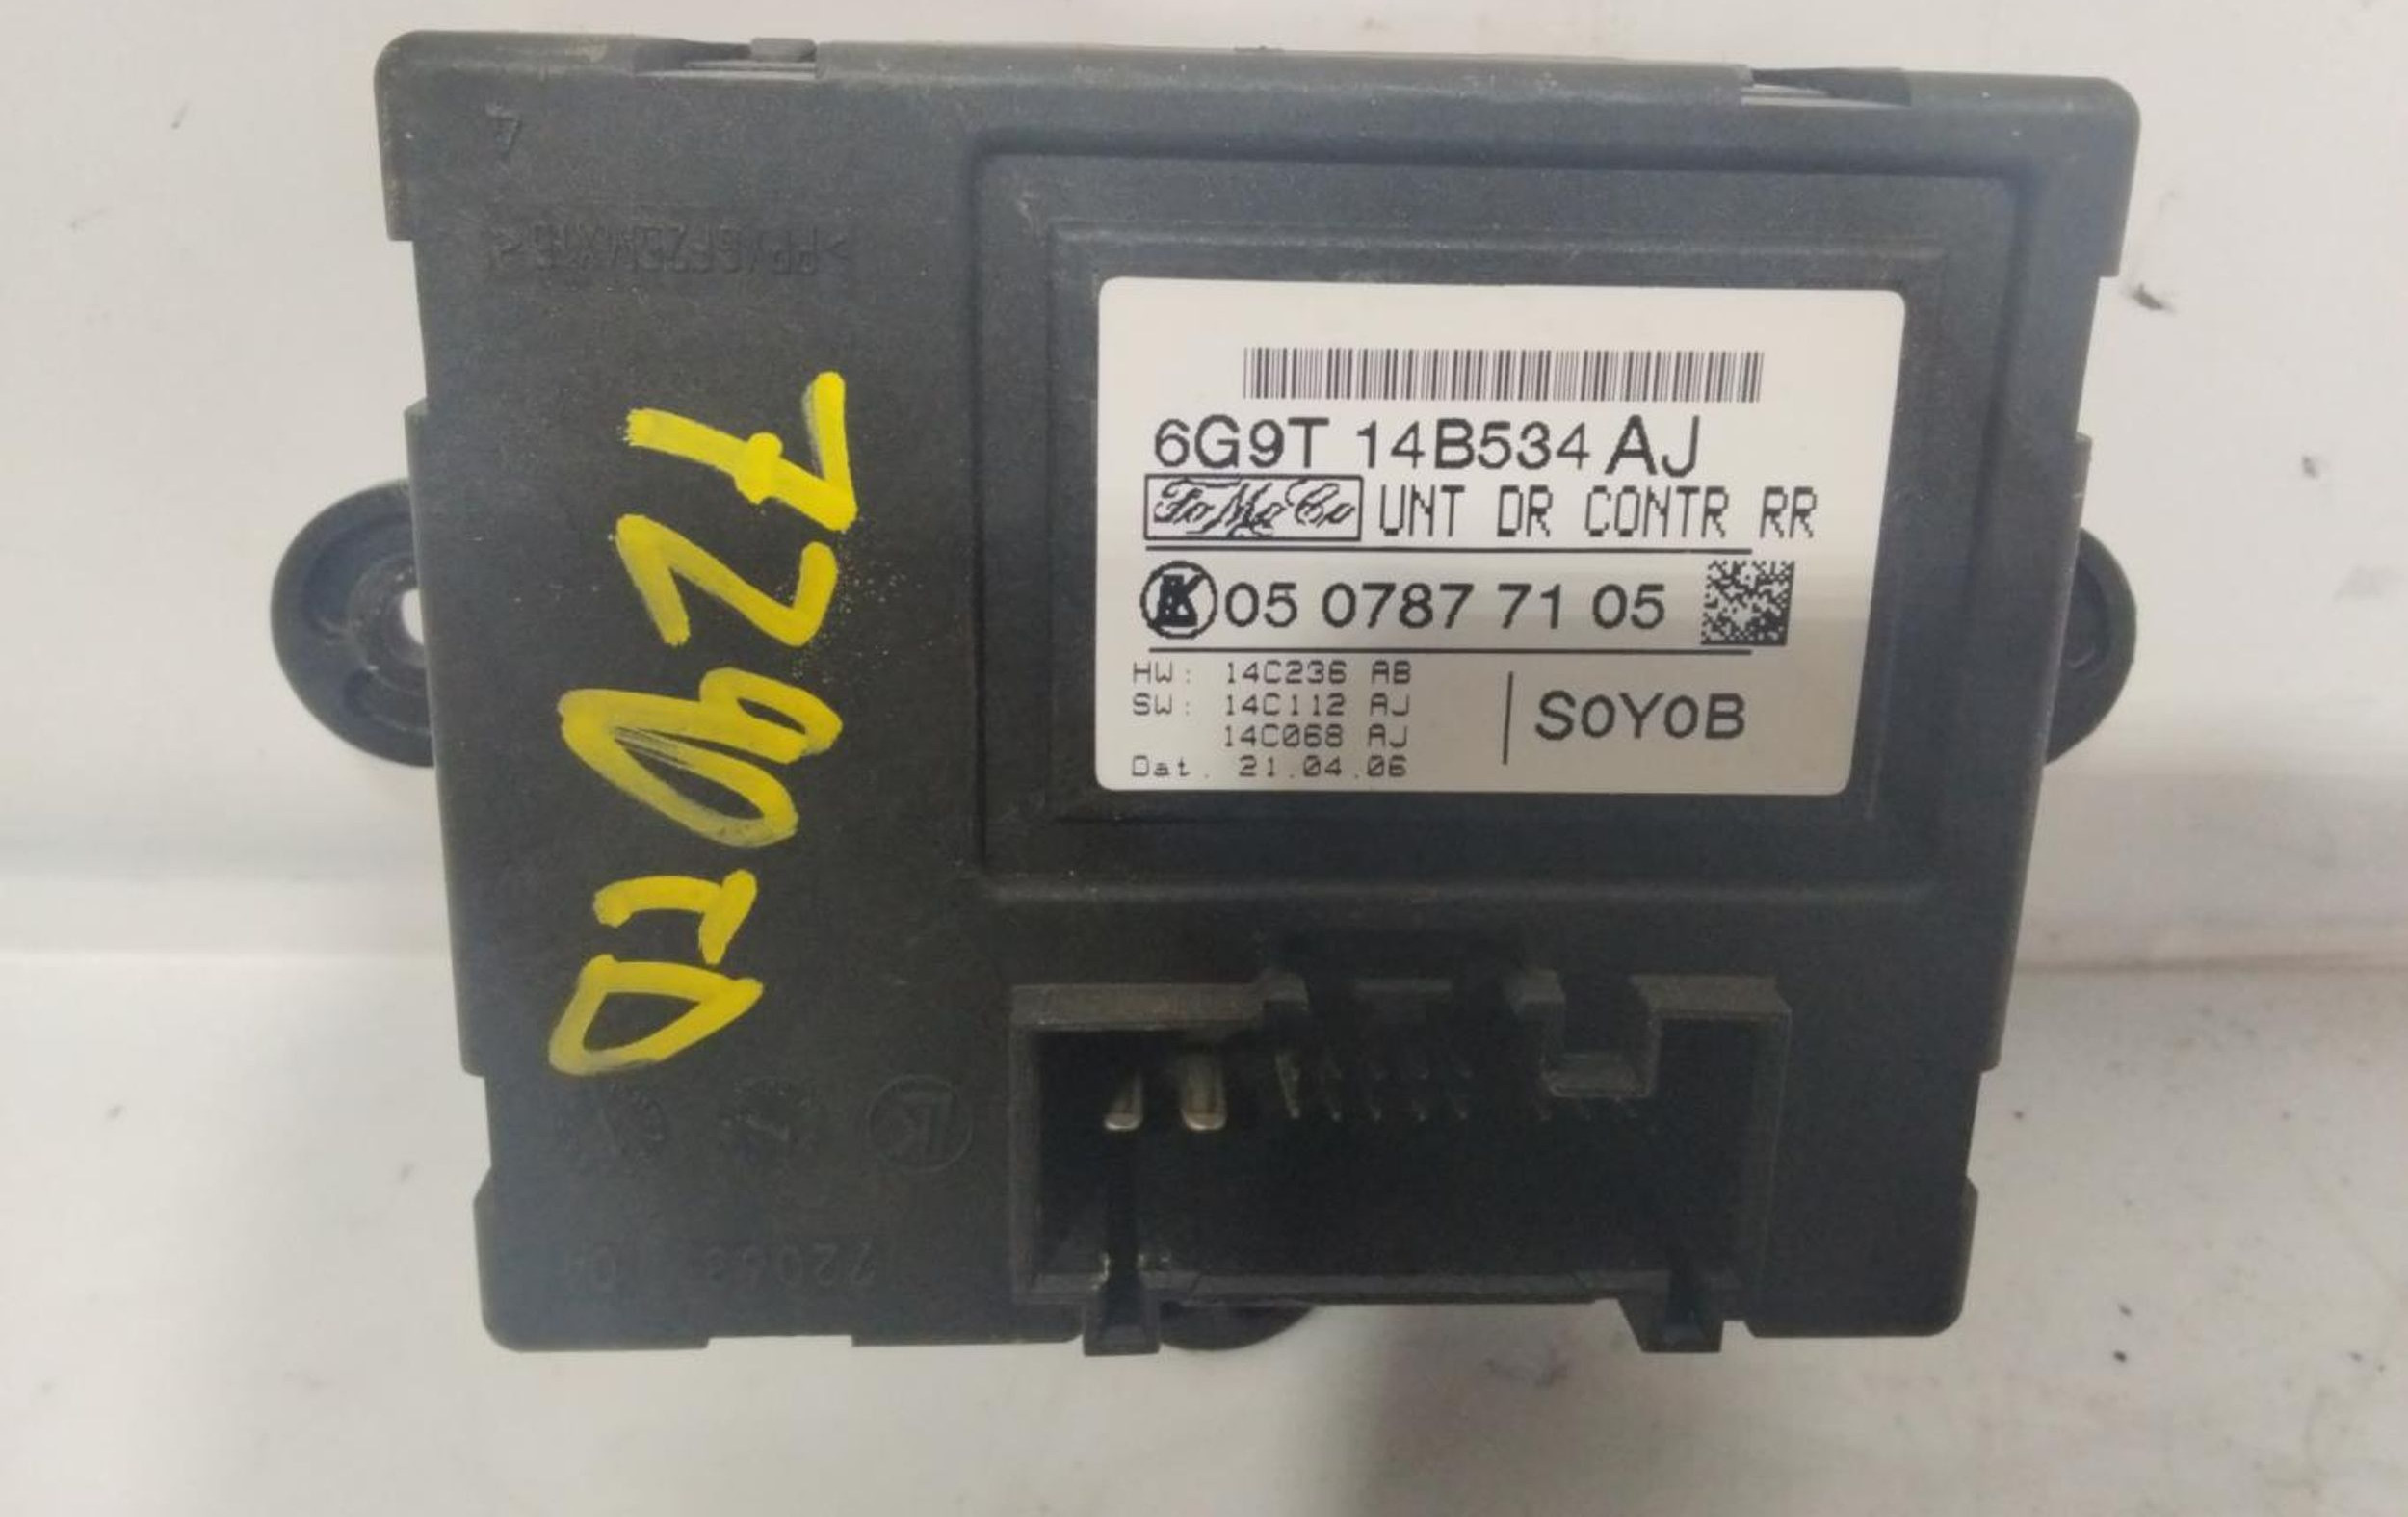 6G9T 14B534 AJ
FoMoCo UNT DR CONTR RR
05 0787 71 05
HW: 14C236 AB
SW: 14C112 AJ
14C068 AJ
Dat. 21.04.06
S0Y0B